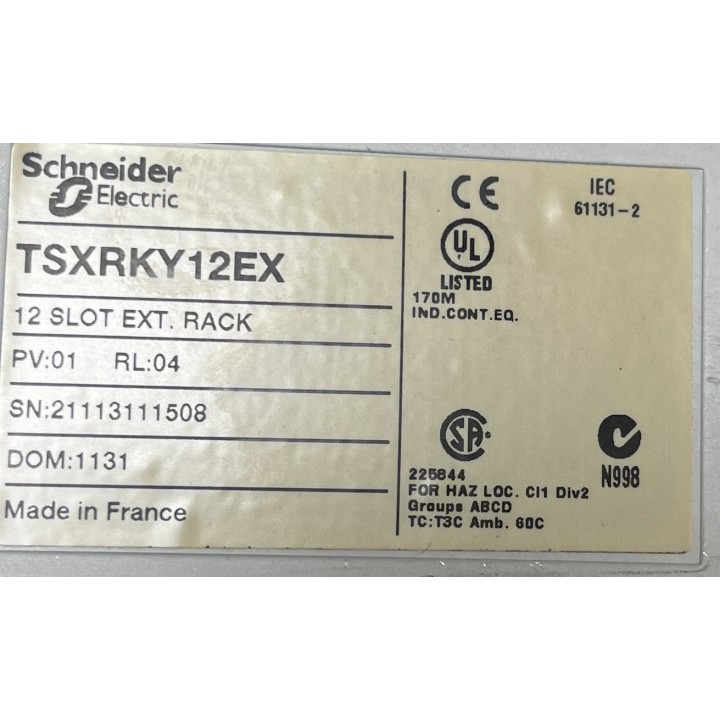 Schneider
Electric
TSXRKY12EX
12 SLOT EXT. RACK
PV:01 RL:04
SN:21113111508
DOM:1131
Made in France
CE
IEC
61131-2
UL
LISTED
170M
IND.CONT.EQ.
SA
225844
FOR HAZ LOC. Cl1 Div2
Groups ABCD
TC:T3C Amb. 60C
N998